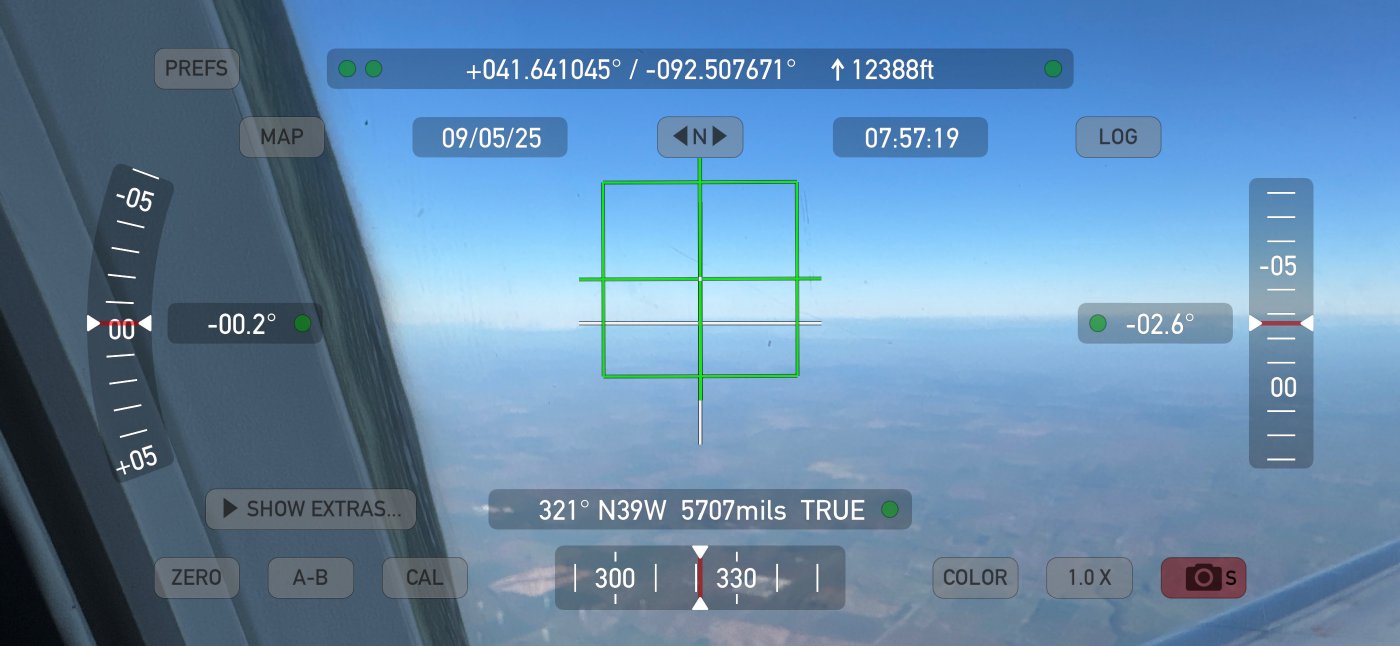 PREFS
+041.641045° / -092.507671° ↑ 12388ft
MAP
09/05/25
◀N▶
07:57:19
LOG
-05
00
+05
-00.2°
-02.6°
-05
00
▶ SHOW EXTRAS...
321° N39W 5707mils TRUE
ZERO
A-B
CAL
300
330
COLOR
1.0 X
S